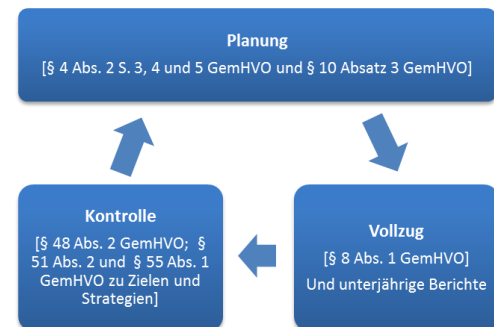 Planung
[§ 4 Abs. 2 S. 3, 4 und 5 GemHVO und § 10 Absatz 3 GemHVO]
Kontrolle
[§ 48 Abs. 2 GemHVO;  §
51 Abs. 2 und  § 55 Abs. 1
GemHVO zu Zielen und
Strategien]
Vollzug
[§ 8 Abs. 1 GemHVO]
Und unterjährige Berichte